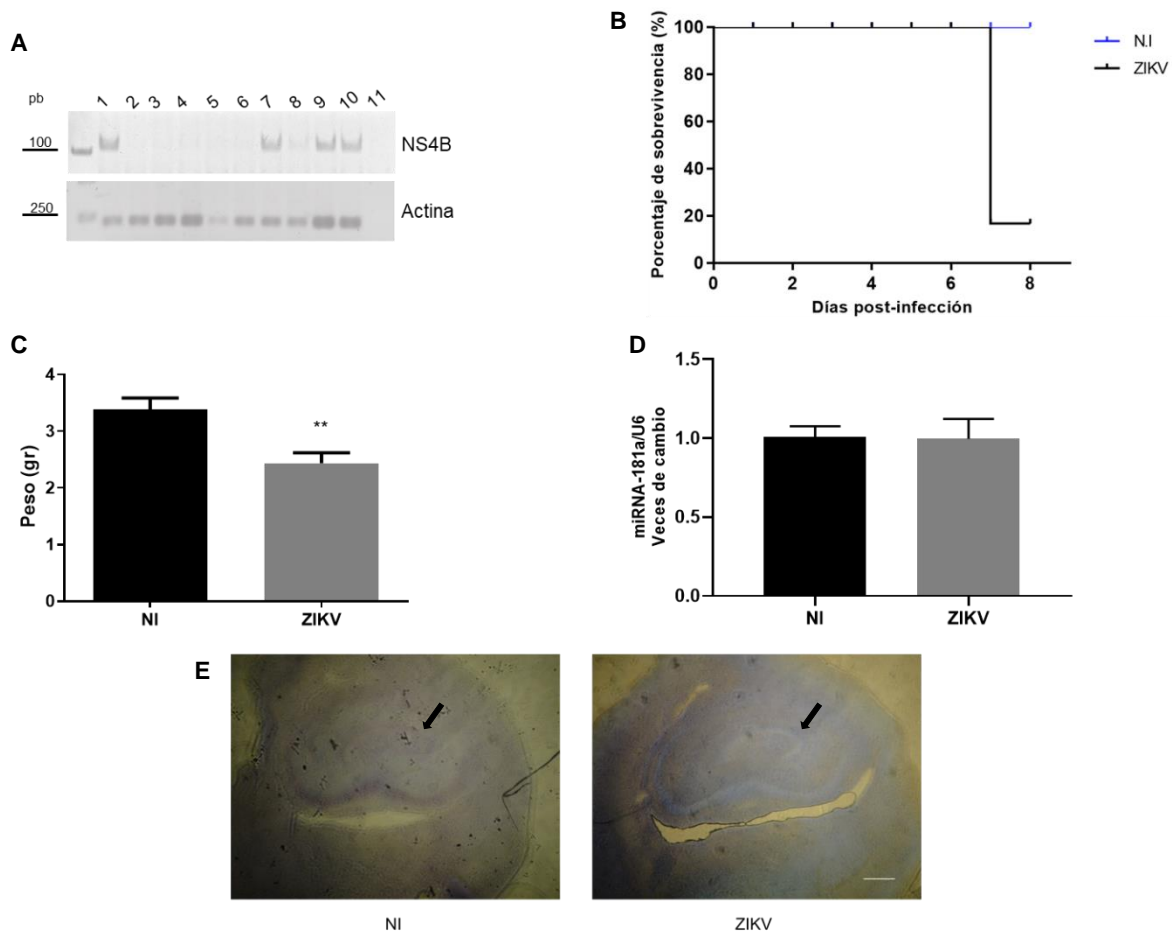 A
pb
1 2 3 4 5 6 7 8 9 10 11
100
NS4B
250
Actina
B
Porcentaje de sobrevivencia (%)
100
80
60
40
20
0
0 2 4 6 8
Días post-infección
N.I
ZIKV
C
Peso (gr)
4
3
2
1
0
**
NI ZIKV
D
miRNA-181a/U6
Veces de cambio
1.5
1.0
0.5
0.0
NI ZIKV
E
NI ZIKV